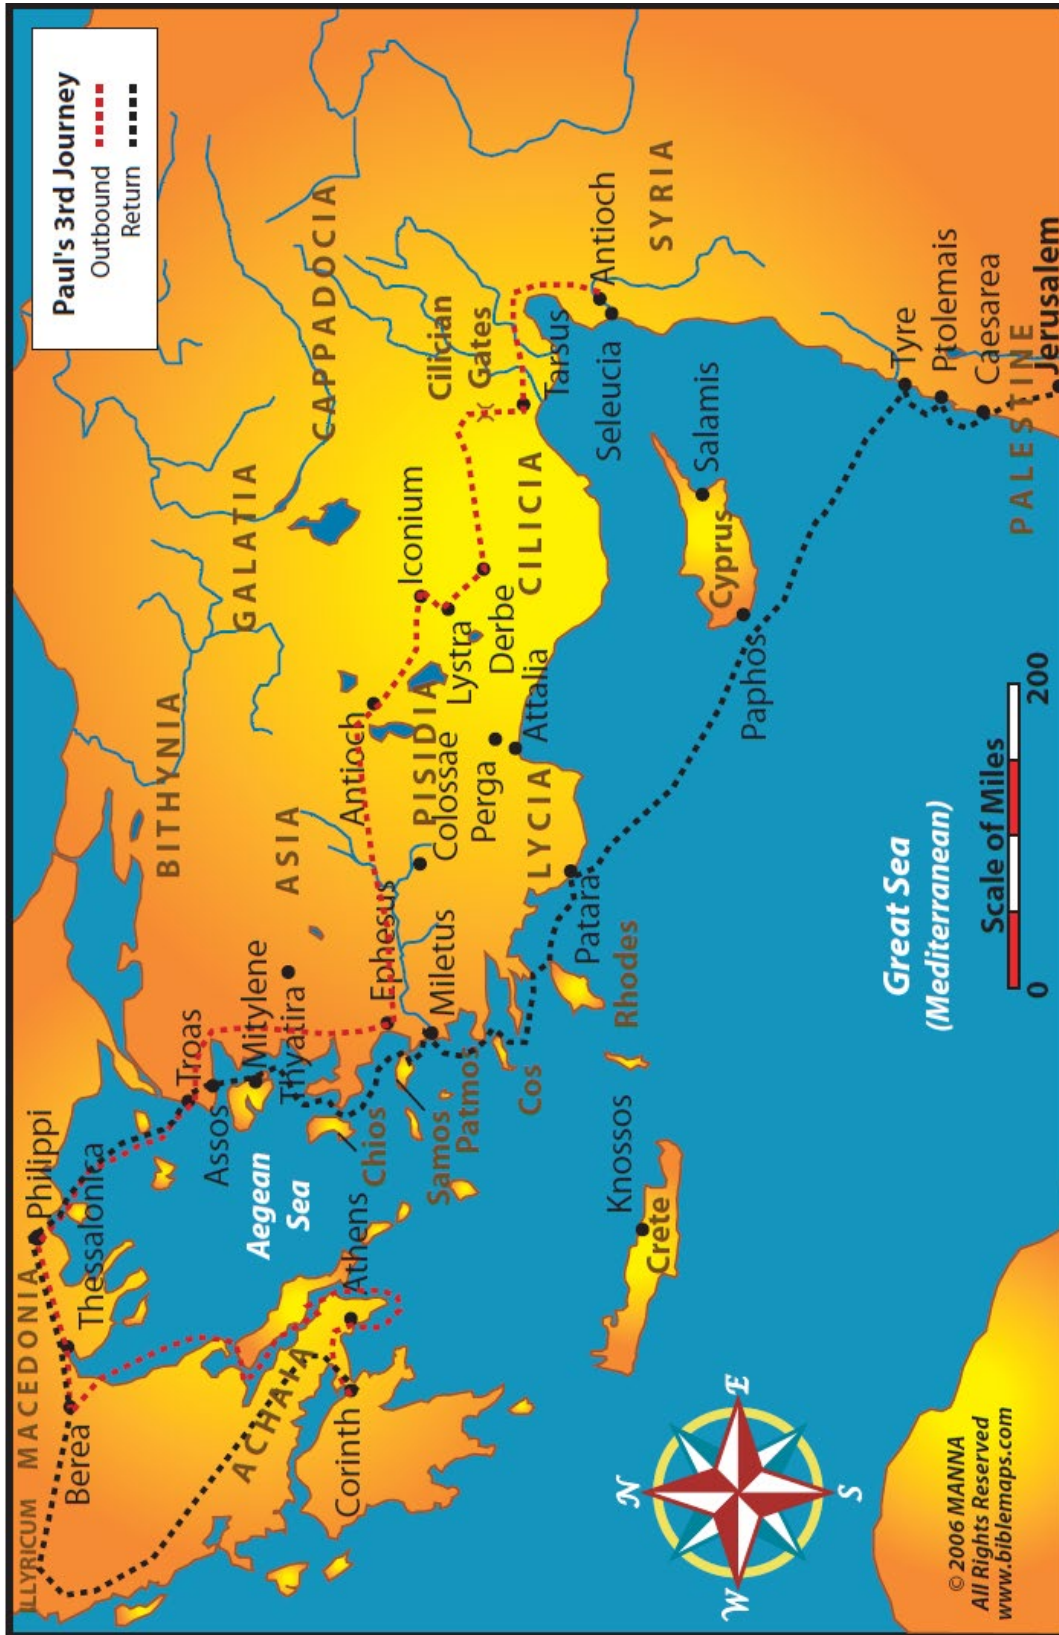 Paul's 3rd Journey
Outbound
Return
ILLYRICUM
MACEDONIA
Philippi
Thessalonica
Berea
BITHYNIA
GALATIA
CAPPADOCIA
Troas
Assos
Mitylene
Thyatira
ASIA
Aegean
Sea
ACHAIA
Athens
Corinth
Chios
Samos
Patmos
Ephesus
Miletus
Colossae
Antioch
PISIDIA
Iconium
Lystra
Derbe
Perga
Attalia
LYCIA
CILICIA
Cilician
Gates
Tarsus
Antioch
Seleucia
SYRIA
Cos
Patara
Rhodes
Knossos
Crete
Salamis
Cyprus
Paphos
Tyre
Ptolemais
Caesarea
Jerusalem
PALESTINE
Great Sea
(Mediterranean)
Scale of Miles
0 200
N
E
S
W
© 2006 MANNA
All Rights Reserved
www.biblemaps.com